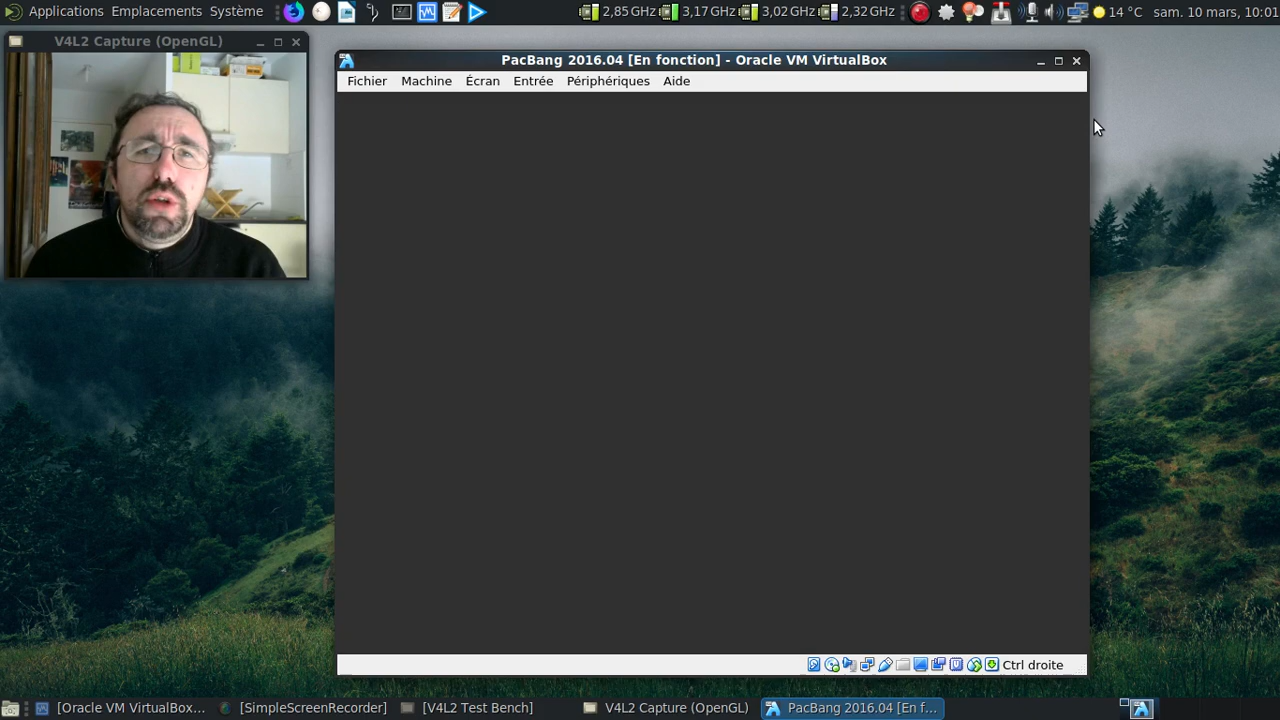 Applications Emplacements Système 2,85 GHz 3,17 GHz 3,02 GHz 2,32 GHz 14 °C sam. 10 mars, 10:01
V4L2 Capture (OpenGL)
PacBang 2016.04 [En fonction] - Oracle VM VirtualBox
Fichier Machine Écran Entrée Périphériques Aide
Ctrl droite
[Oracle VM VirtualBox... [SimpleScreenRecorder] [V4L2 Test Bench] V4L2 Capture (OpenGL) PacBang 2016.04 [En f...